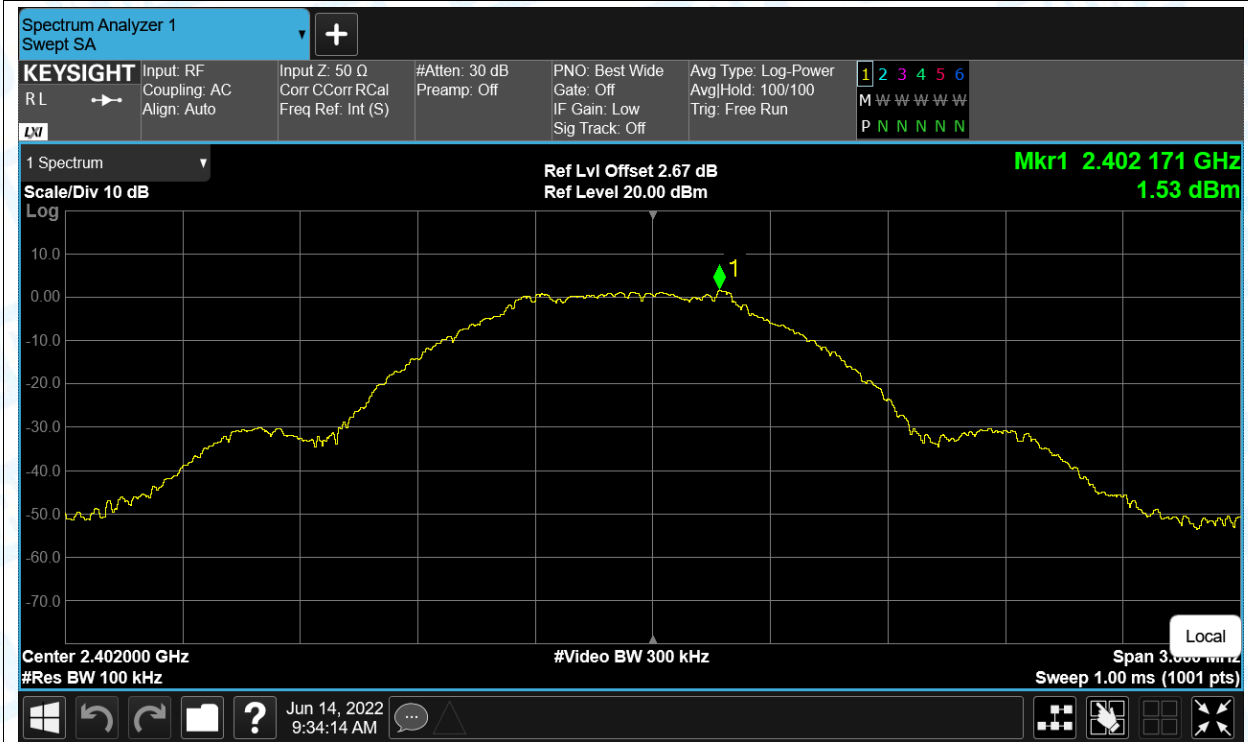 Spectrum Analyzer 1
Swept SA
KEYSIGHT
R L
LXI
Input: RF
Coupling: AC
Align: Auto
Input Z: 50 Ω
Corr CCorr RCal
Freq Ref: Int (S)
#Atten: 30 dB
Preamp: Off
PNO: Best Wide
Gate: Off
IF Gain: Low
Sig Track: Off
Avg Type: Log-Power
Avg|Hold: 100/100
Trig: Free Run
1 2 3 4 5 6
M W W W W W
P N N N N N
1 Spectrum
Scale/Div 10 dB
Ref Lvl Offset 2.67 dB
Ref Level 20.00 dBm
Mkr1 2.402 171 GHz
1.53 dBm
Log
10.0
0.00
-10.0
-20.0
-30.0
-40.0
-50.0
-60.0
-70.0
1
Local
Center 2.402000 GHz
#Res BW 100 kHz
#Video BW 300 kHz
Span 3.000 MHz
Sweep 1.00 ms (1001 pts)
?
Jun 14, 2022
9:34:14 AM